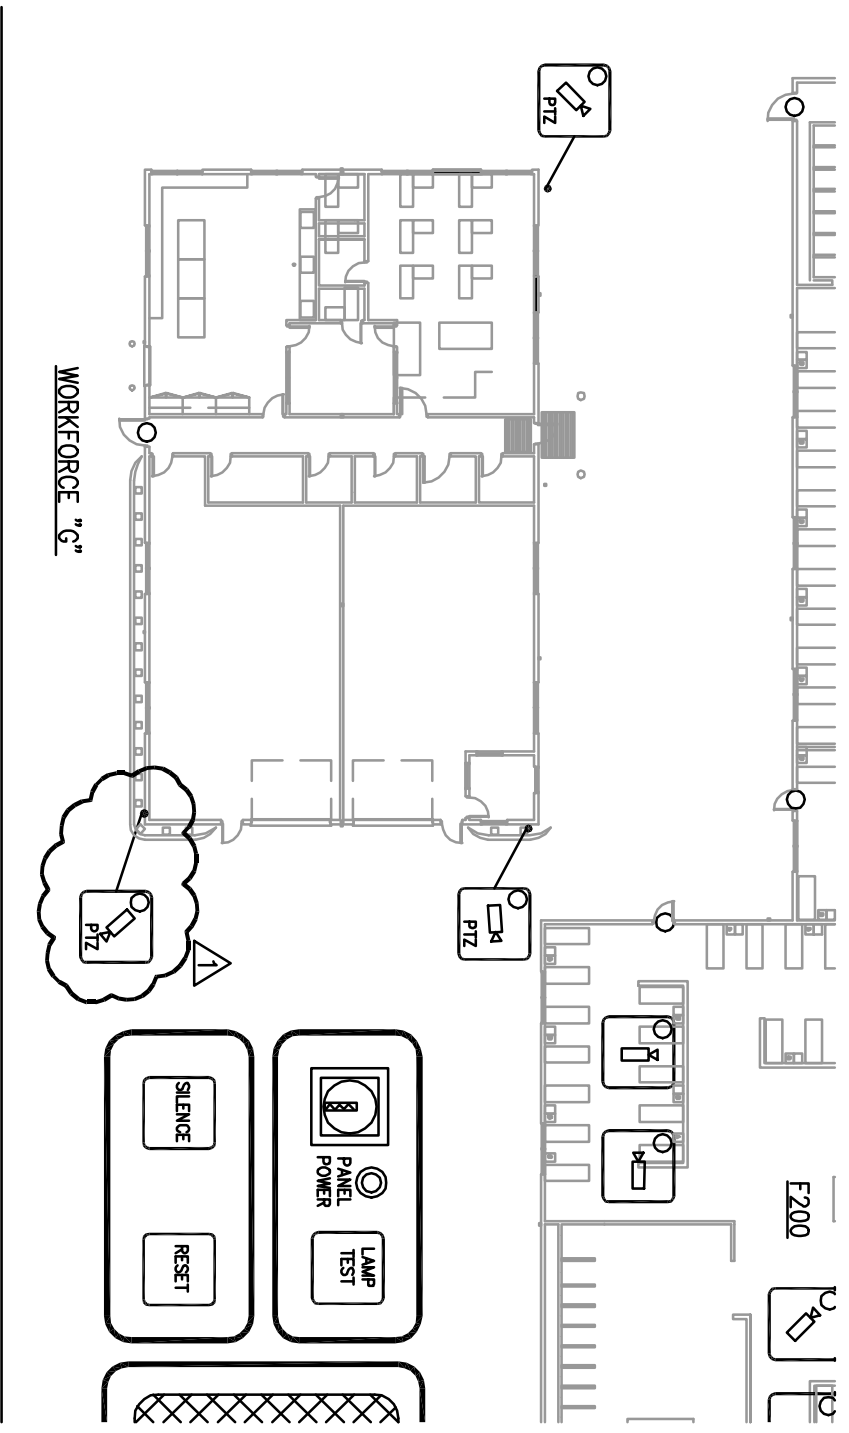 PTZ
WORKFORCE "G"
PTZ
PTZ
1
F200
PANEL
POWER
LAMP
TEST
SILENCE
RESET